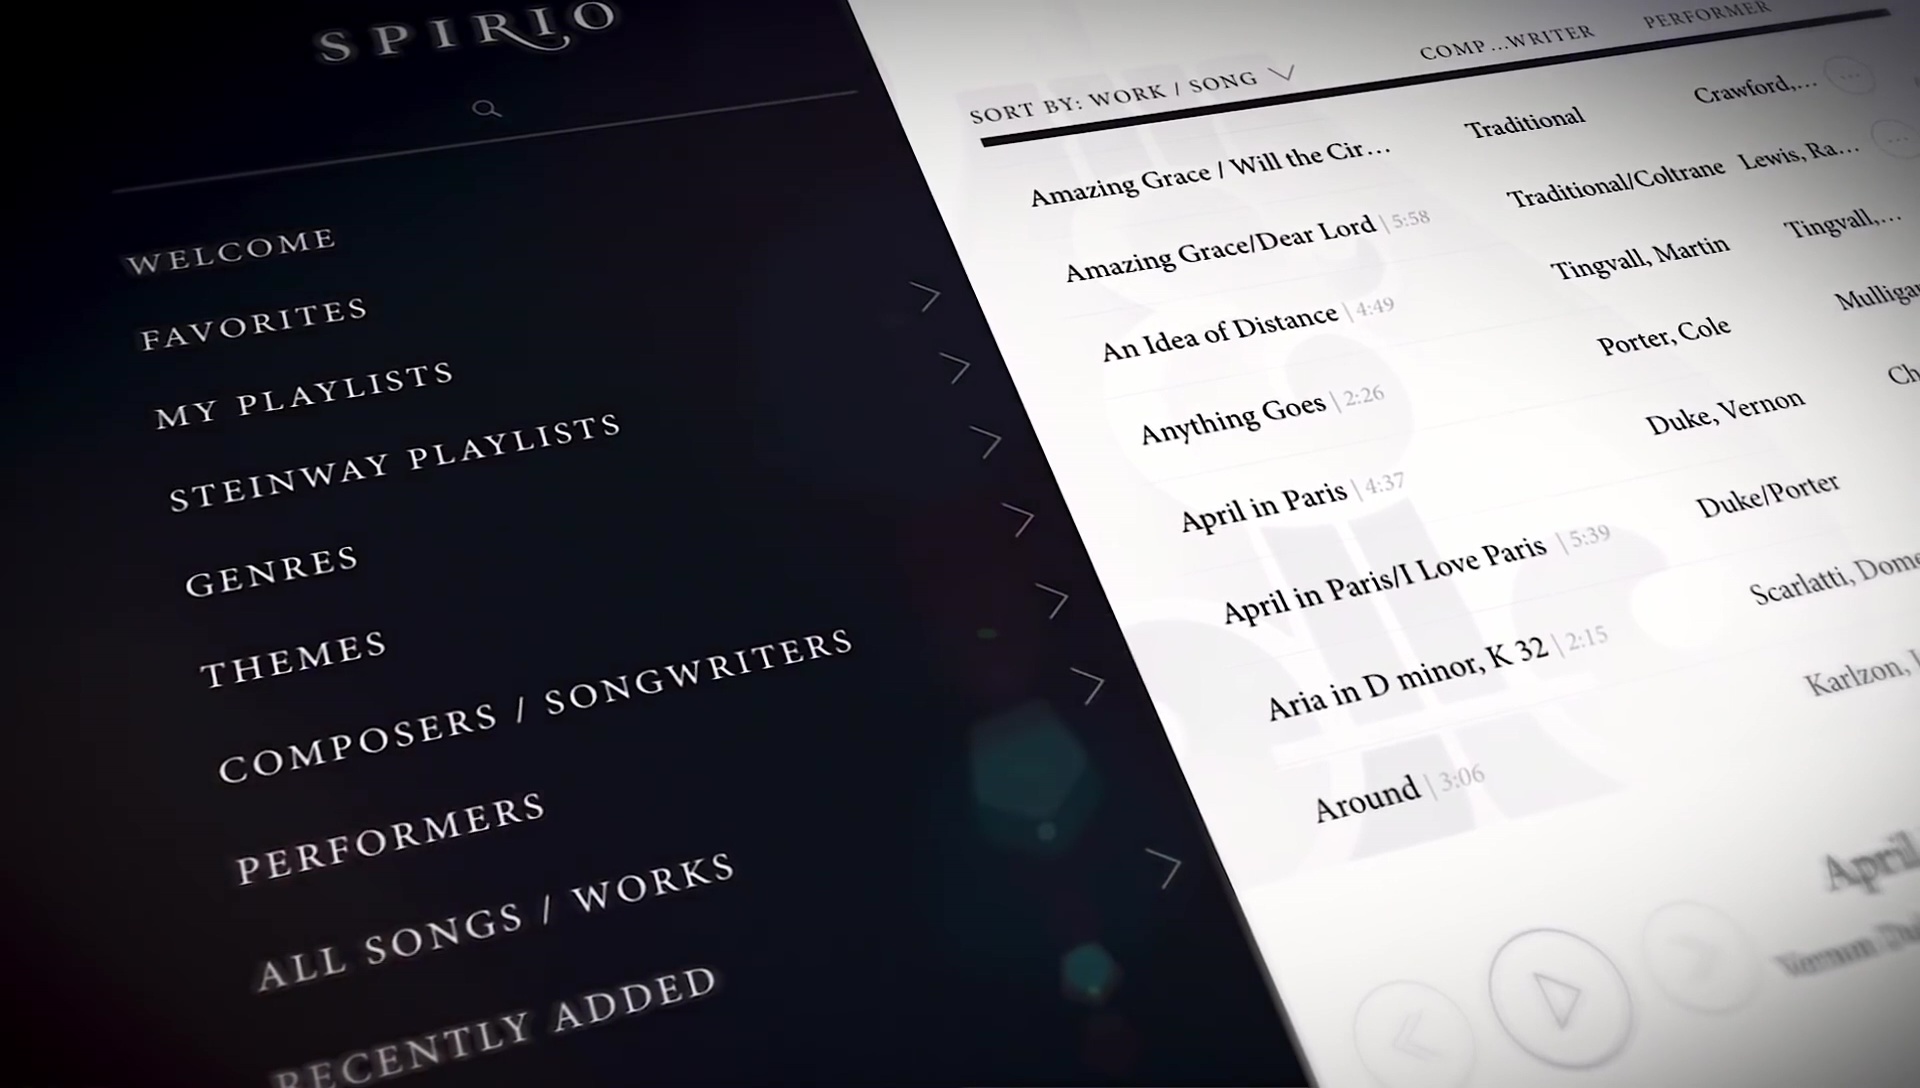 SPIRIO
WELCOME
FAVORITES
MY PLAYLISTS
STEINWAY PLAYLISTS
GENRES
THEMES
COMPOSERS / SONGWRITERS
PERFORMERS
ALL SONGS / WORKS
RECENTLY ADDED
SORT BY: WORK / SONG COMP...WRITER PERFORMER
Amazing Grace / Will the Cir... Traditional Crawford,...
Amazing Grace/Dear Lord | 5:58 Traditional/Coltrane Lewis, Ra...
An Idea of Distance | 4:49 Tingvall, Martin Tingvall,...
Anything Goes | 2:26 Porter, Cole
April in Paris | 4:37 Duke, Vernon
April in Paris/I Love Paris | 5:39 Duke/Porter
Aria in D minor, K 32 | 2:15 Scarlatti,
Around | 3:06 Karlzon,
April